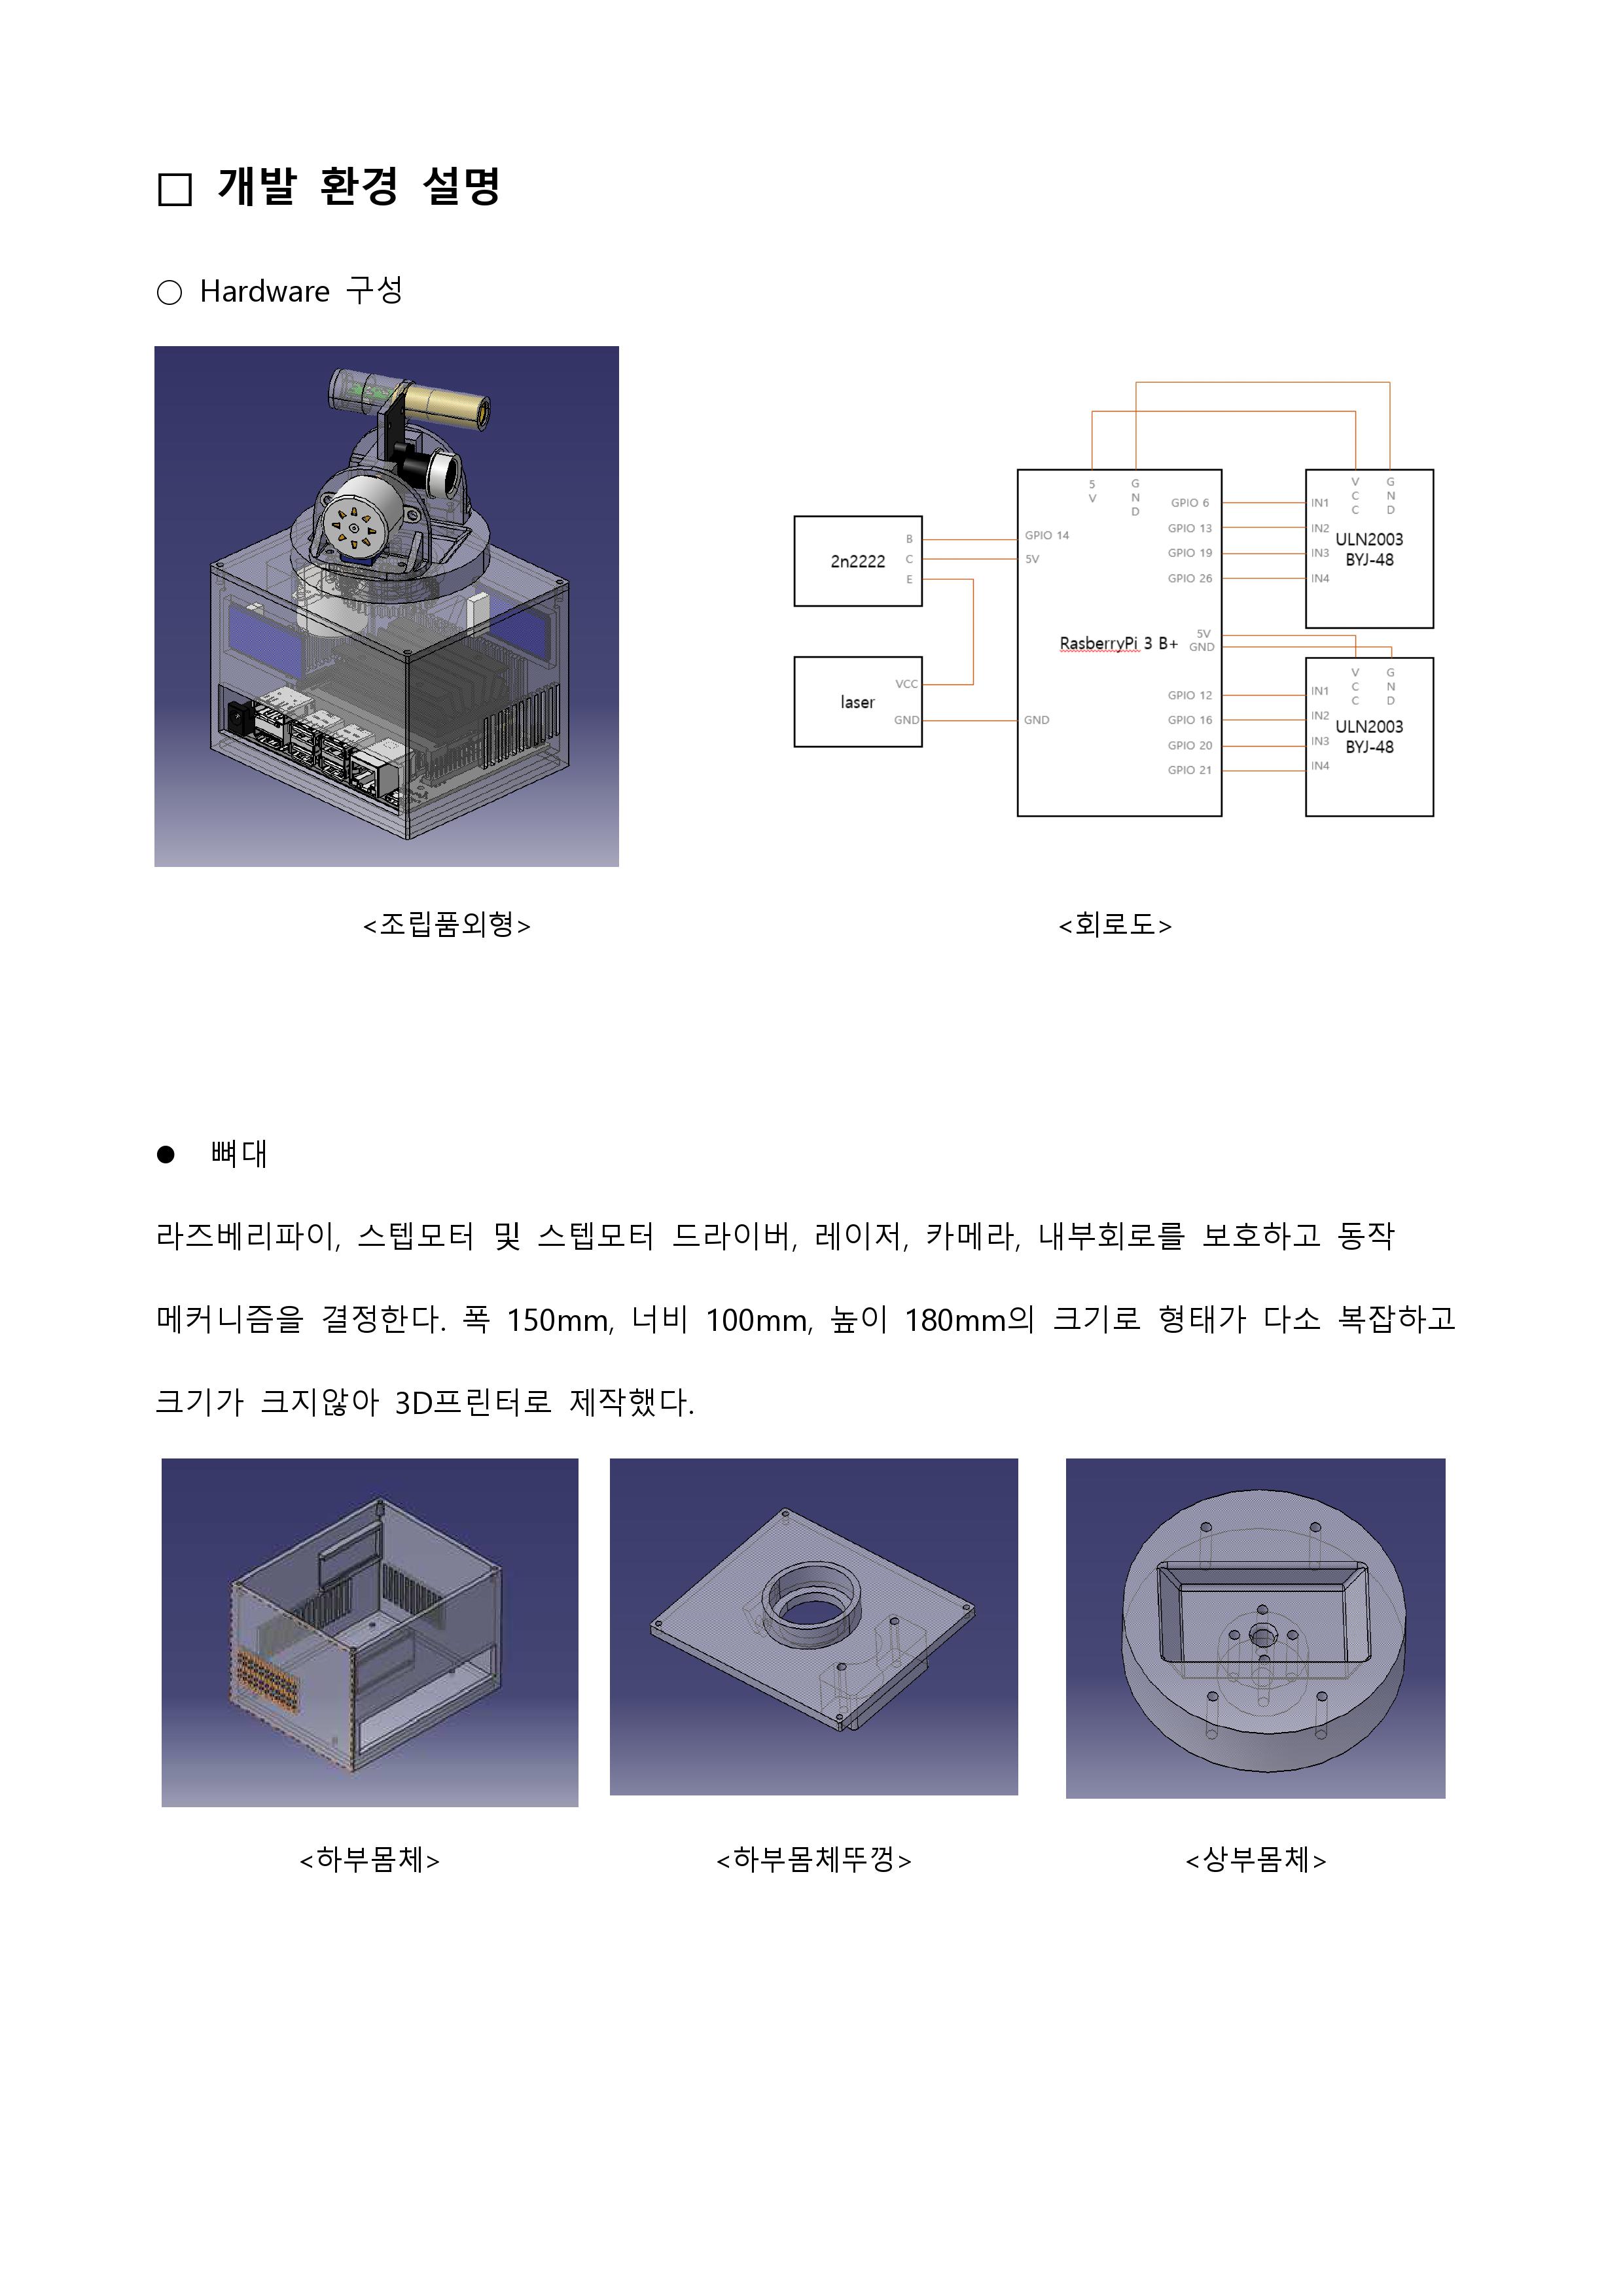 □ 개발 환경 설명
○ Hardware 구성
5V
GND
GPIO 14
5V
GND
RasberryPi 3 B+
GPIO 6
GPIO 13
GPIO 19
GPIO 26
5V
GND
GPIO 12
GPIO 16
GPIO 20
GPIO 21
2n2222
B
C
E
laser
VCC
GND
VCC
GND
IN1
IN2
IN3
IN4
ULN2003
BYJ-48
VCC
GND
IN1
IN2
IN3
IN4
ULN2003
BYJ-48
<조립품외형>
<회로도>
● 뼈대
라즈베리파이, 스텝모터 및 스텝모터 드라이버, 레이저, 카메라, 내부회로를 보호하고 동작
메커니즘을 결정한다. 폭 150mm, 너비 100mm, 높이 180mm의 크기로 형태가 다소 복잡하고
크기가 크지않아 3D프린터로 제작했다.
<하부몸체>
<하부몸체뚜껑>
<상부몸체>